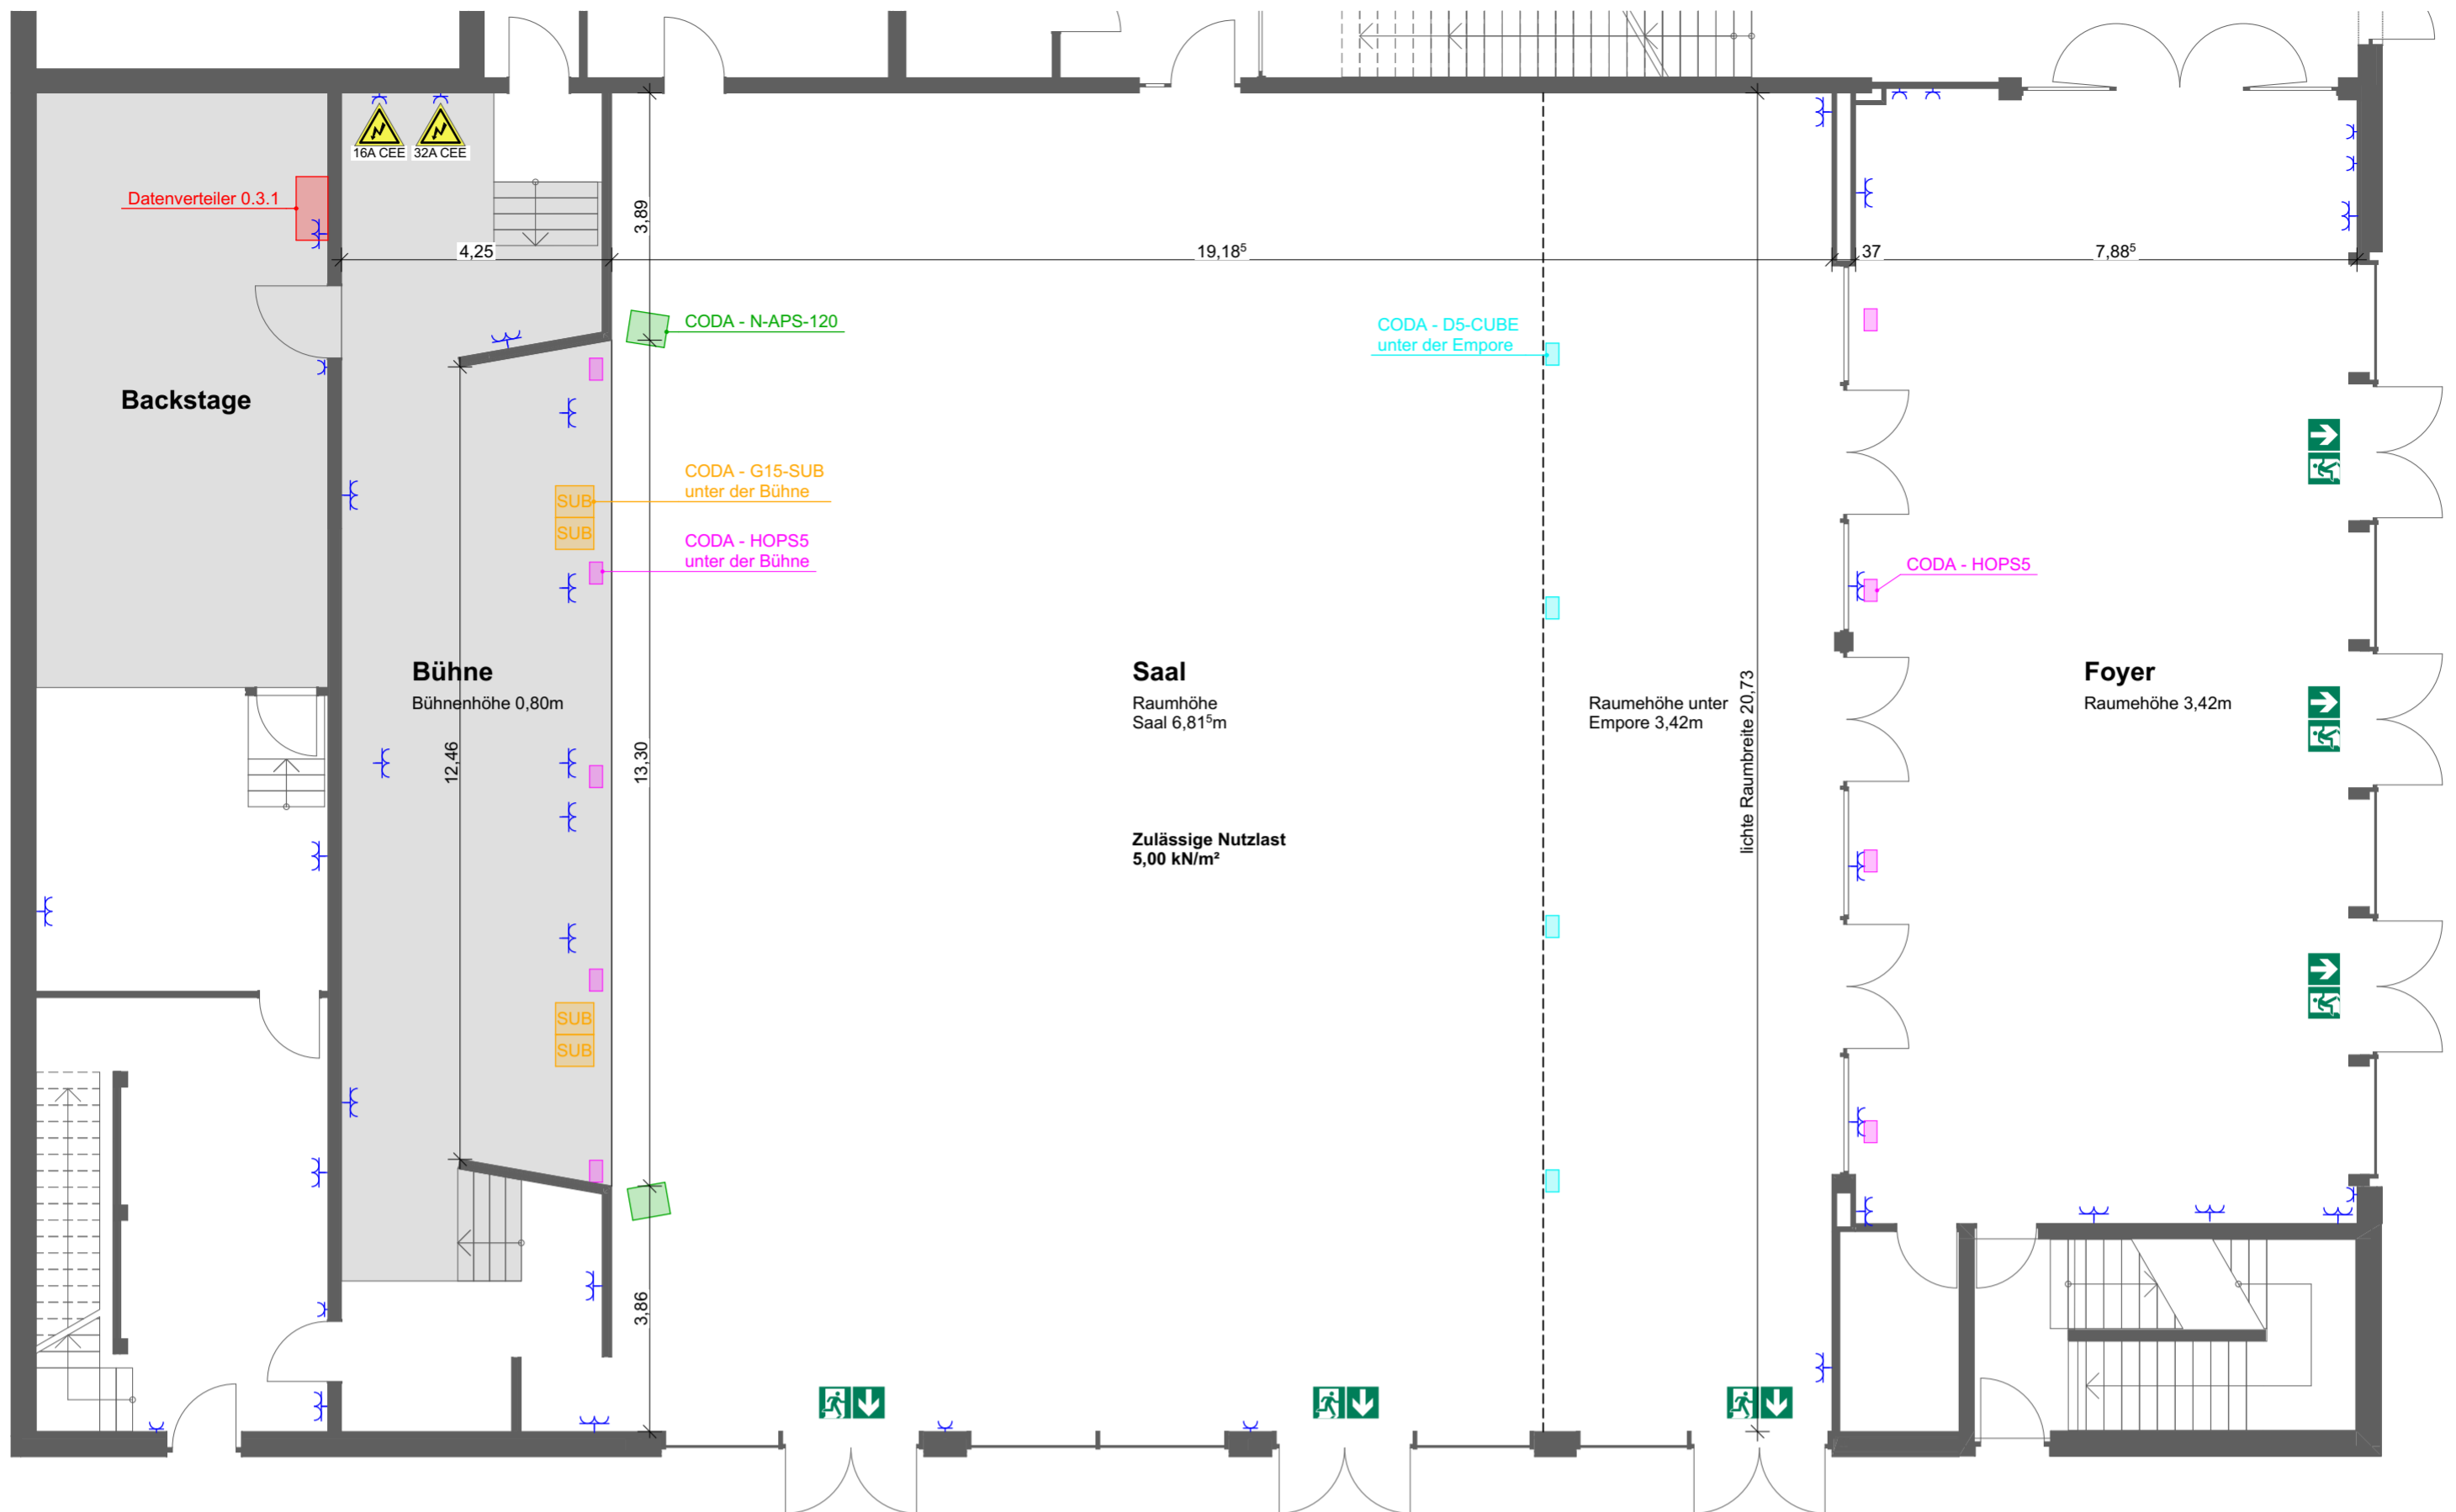 16A CEE
32A CEE
Datenverteiler 0.3.1
3,89
4,25
19,18⁵
37
7,88⁵
CODA - N-APS-120
CODA - D5-CUBE
unter der Empore
Backstage
CODA - G15-SUB
unter der Bühne
SUB
SUB
CODA - HOPS5
unter der Bühne
CODA - HOPS5
Bühne
Bühnenhöhe 0,80m
Saal
Raumhöhe
Saal 6,81⁵m
Raumehöhe unter
Empore 3,42m
lichte Raumbreite 20,73
Foyer
Raumehöhe 3,42m
12,46
13,30
Zulässige Nutzlast
5,00 kN/m²
SUB
SUB
3,86